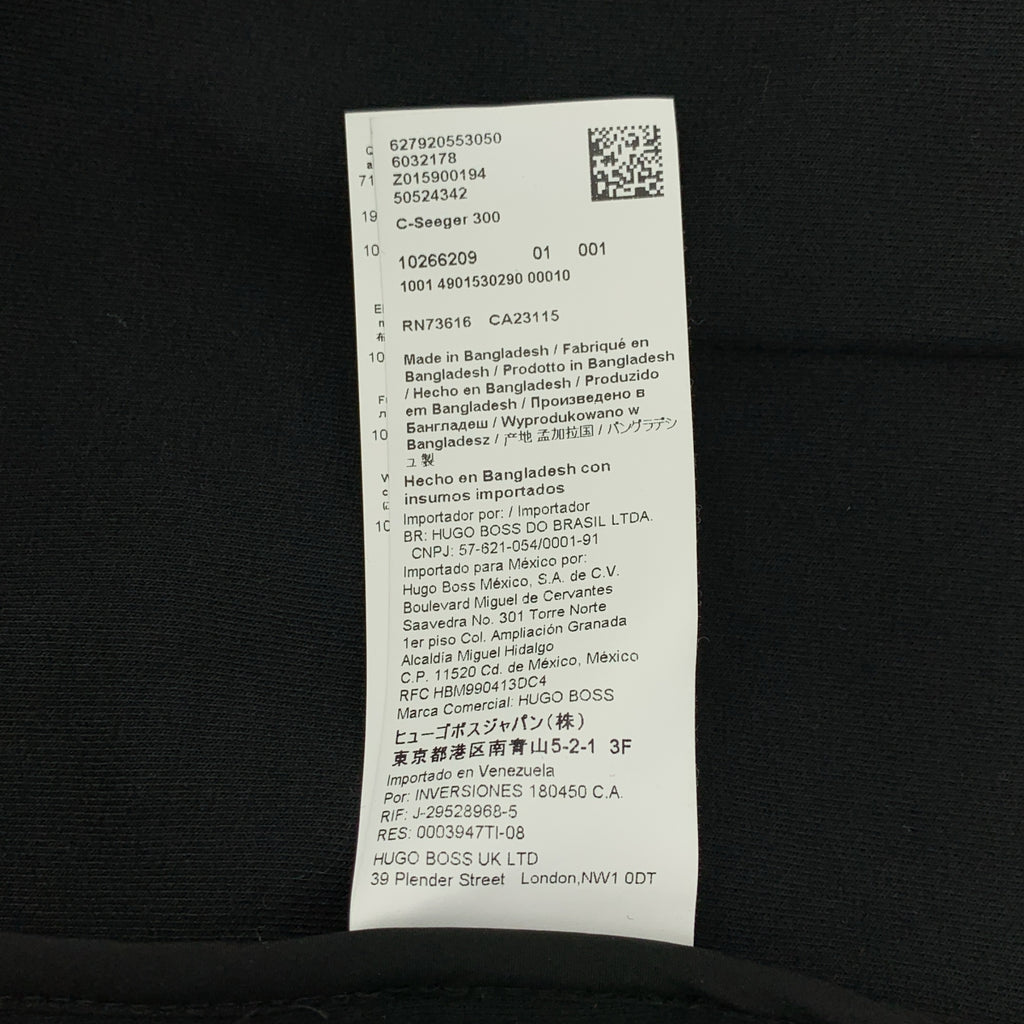 627920553050
6032178
Z015900194
50524342
C-Seeger 300
10266209 01 001
1001 4901530290 00010
RN73616 CA23115
Made in Bangladesh / Fabriqué en
Bangladesh / Prodotto in Bangladesh
/ Hecho en Bangladesh / Produzido
em Bangladesh / Произведено в
Бангладеш / Wyprodukowano w
Bangladesz / 产地 孟加拉国 / バングラデシ
ュ製
Hecho en Bangladesh con
insumos importados
Importador por: / Importador
BR: HUGO BOSS DO BRASIL LTDA.
CNPJ: 57-621-054/0001-91
Importado para México por:
Hugo Boss México, S.A. de C.V.
Boulevard Miguel de Cervantes
Saavedra No. 301 Torre Norte
1er piso Col. Ampliación Granada
Alcaldía Miguel Hidalgo
C.P. 11520 Cd. de México, México
RFC HBM990413DC4
Marca Comercial: HUGO BOSS
ヒューゴボスジャパン(株)
東京都港区南青山5-2-1 3F
Importado en Venezuela
Por: INVERSIONES 180450 C.A.
RIF: J-29528968-5
RES: 0003947TI-08
HUGO BOSS UK LTD
39 Plender Street London,NW1 0DT